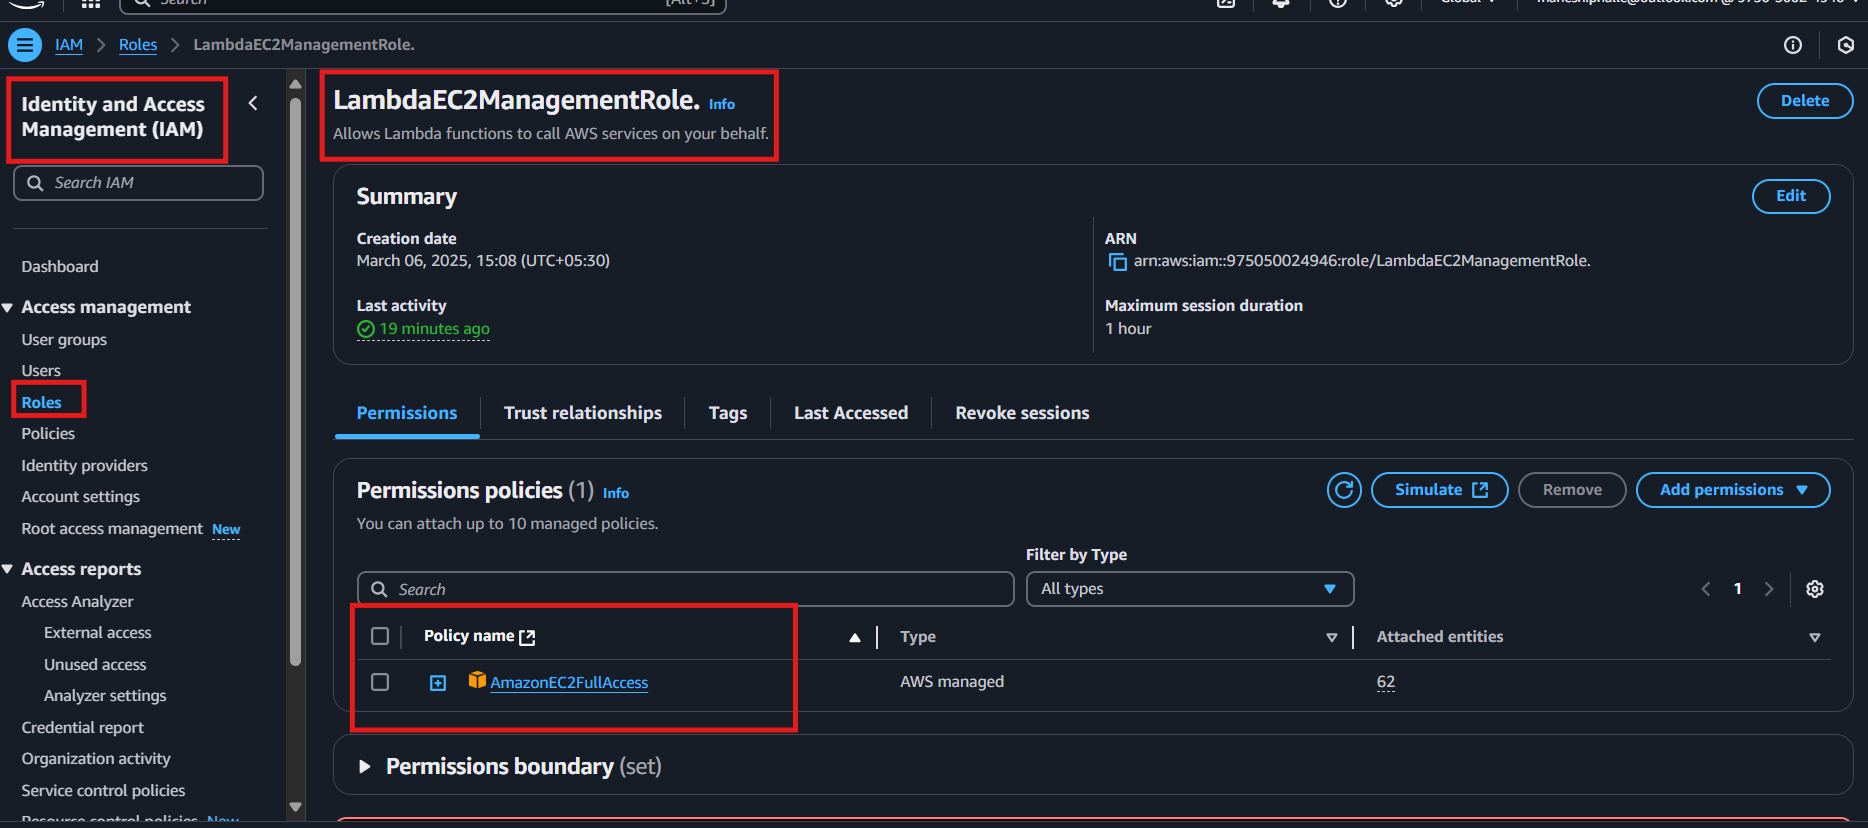 Search
[Alt+S]
Global
IAM
Roles
LambdaEC2ManagementRole.
Identity and Access
Management (IAM)
Search IAM
Dashboard
Access management
User groups
Users
Roles
Policies
Identity providers
Account settings
Root access management New
Access reports
Access Analyzer
External access
Unused access
Analyzer settings
Credential report
Organization activity
Service control policies
Resource control policies New
LambdaEC2ManagementRole. Info
Allows Lambda functions to call AWS services on your behalf.
Delete
Summary
Edit
Creation date
March 06, 2025, 15:08 (UTC+05:30)
ARN
arn:aws:iam::975050024946:role/LambdaEC2ManagementRole.
Last activity
19 minutes ago
Maximum session duration
1 hour
Permissions
Trust relationships
Tags
Last Accessed
Revoke sessions
Permissions policies (1) Info
You can attach up to 10 managed policies.
Simulate
Remove
Add permissions
Filter by Type
Search
All types
1
Policy name
Type
Attached entities
AmazonEC2FullAccess
AWS managed
62
Permissions boundary (set)